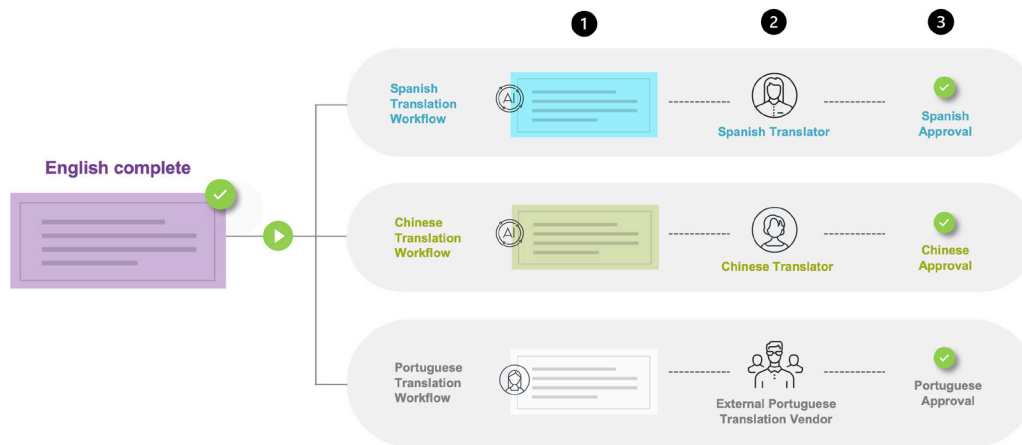 1
2
3
English complete
Spanish
Translation
Workflow
AI
Spanish Translator
Spanish
Approval
Chinese
Translation
Workflow
AI
Chinese Translator
Chinese
Approval
Portuguese
Translation
Workflow
External Portuguese
Translation Vendor
Portuguese
Approval